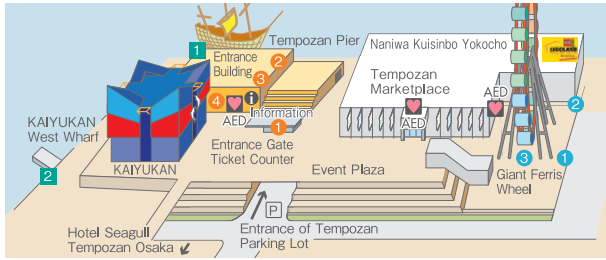 1
Tempozan Pier
Entrance
Building
2
3
4
i
Information
AED
1
Entrance Gate
Ticket Counter
Naniwa Kuisinbo Yokocho
Tempozan
Marketplace
AED
AED
LEGOLAND
2
KAIYUKAN
West Wharf
2
KAIYUKAN
Event Plaza
3
1
Giant Ferris
Wheel
P
Hotel Seagull
Tempozan Osaka
Entrance of Tempozan
Parking Lot